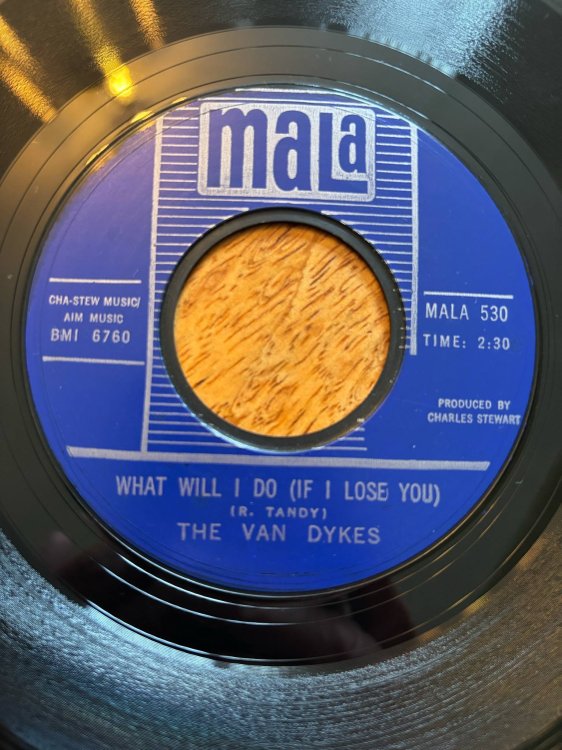 mala
CHA-STEW MUSIC/
AIM MUSIC
BMI 6760
MALA 530
TIME: 2:30
PRODUCED BY
CHARLES STEWART
WHAT WILL I DO (IF I LOSE YOU)
(R. TANDY)
THE VAN DYKES